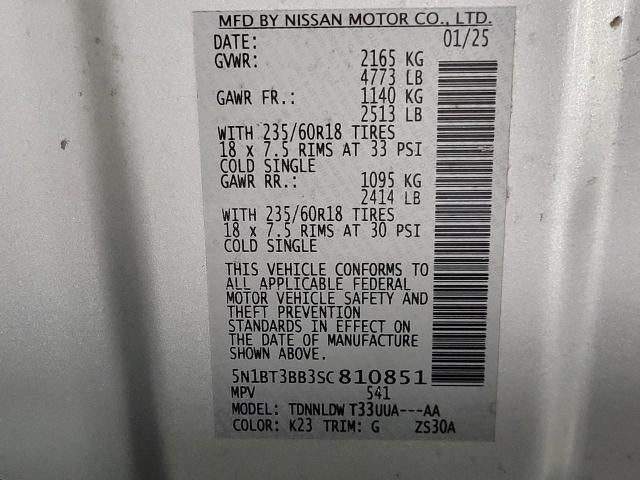 MFD BY NISSAN MOTOR CO., LTD.
DATE: 01/25
GVWR: 2165 KG
4773 LB
GAWR FR.: 1140 KG
2513 LB
WITH 235/60R18 TIRES
18 x 7.5 RIMS AT 33 PSI
COLD SINGLE
GAWR RR.: 1095 KG
2414 LB
WITH 235/60R18 TIRES
18 x 7.5 RIMS AT 30 PSI
COLD SINGLE
THIS VEHICLE CONFORMS TO
ALL APPLICABLE FEDERAL
MOTOR VEHICLE SAFETY AND
THEFT PREVENTION
STANDARDS IN EFFECT ON
THE DATE OF MANUFACTURE
SHOWN ABOVE.
5N1BT3BB3SC810851
MPV 541
MODEL: TDNNLDWT33UUA---AA
COLOR: K23 TRIM: G ZS30A